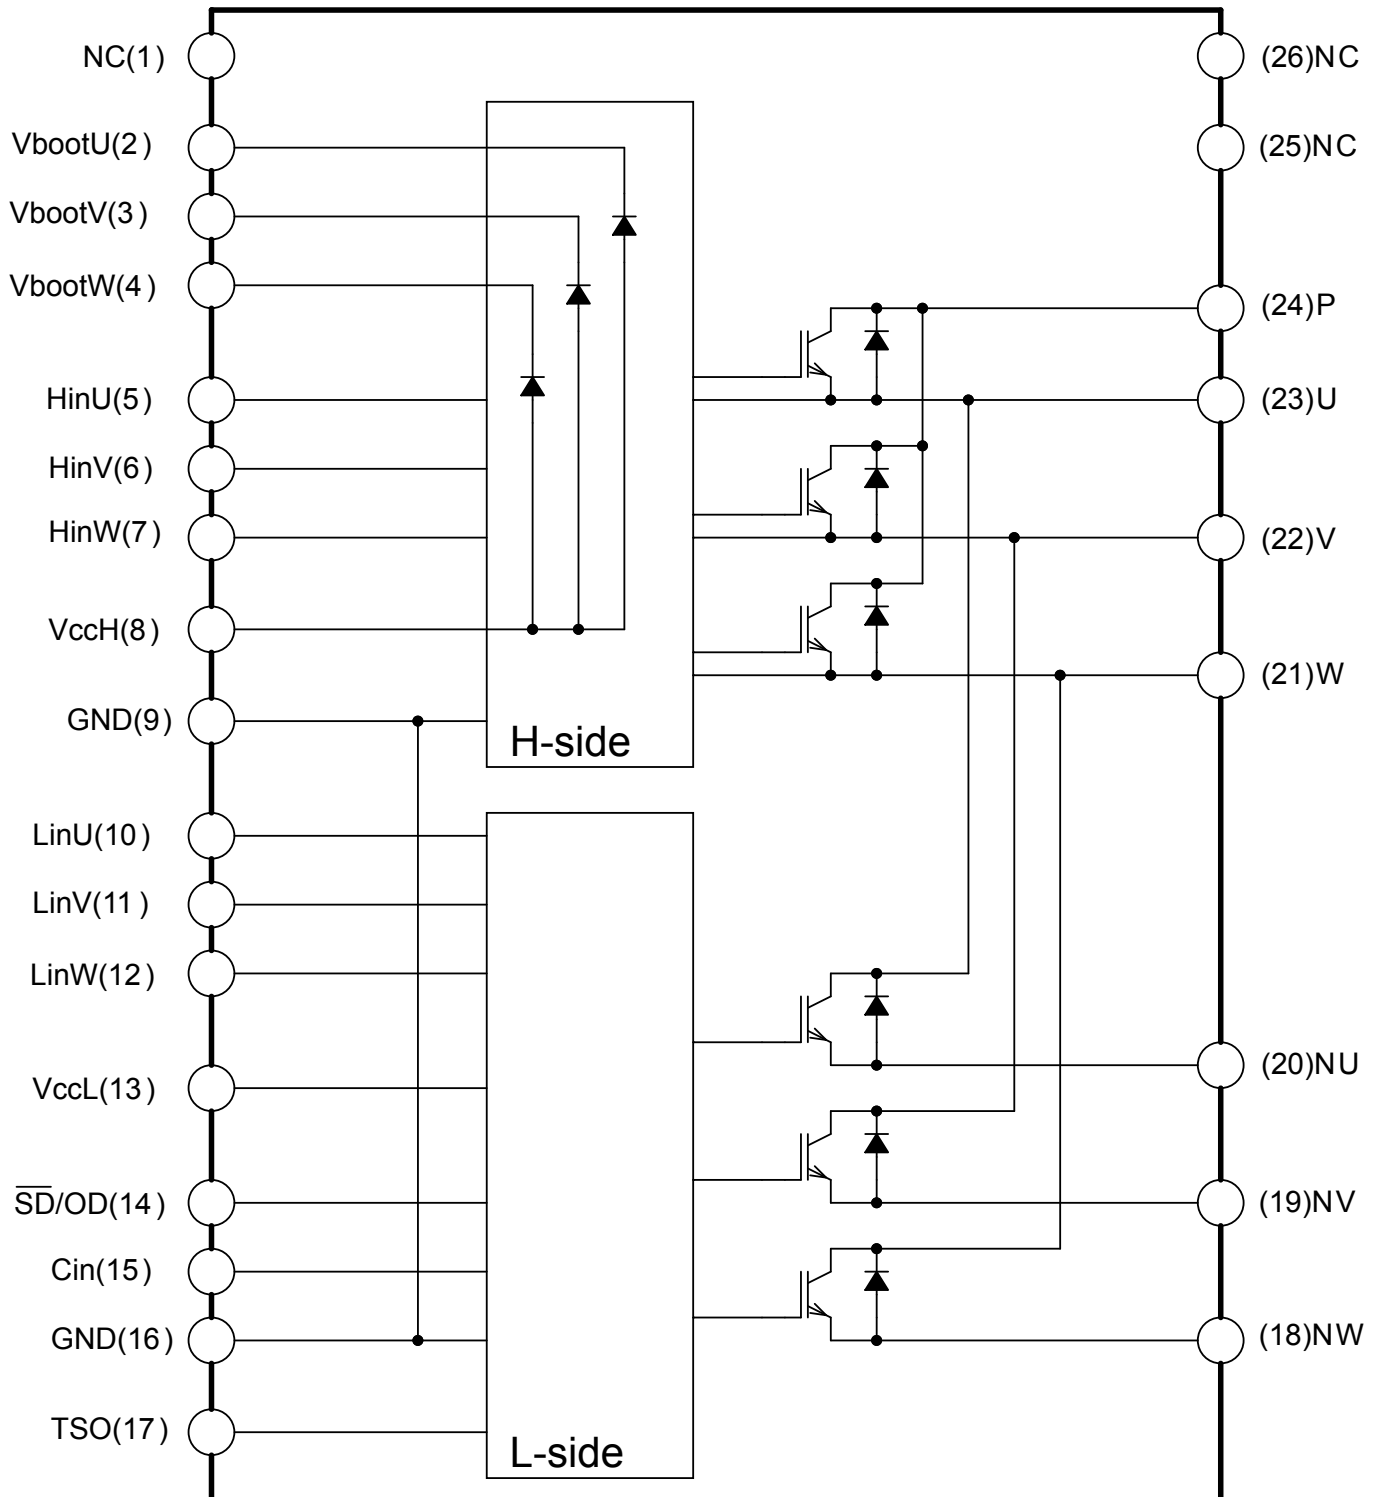 NC(1)
VbootU(2)
VbootV(3)
VbootW(4)
HinU(5)
HinV(6)
HinW(7)
VccH(8)
GND(9)
LinU(10)
LinV(11)
LinW(12)
VccL(13)
S̅D̅/OD(14)
Cin(15)
GND(16)
TSO(17)
H-side
L-side
(26)NC
(25)NC
(24)P
(23)U
(22)V
(21)W
(20)NU
(19)NV
(18)NW